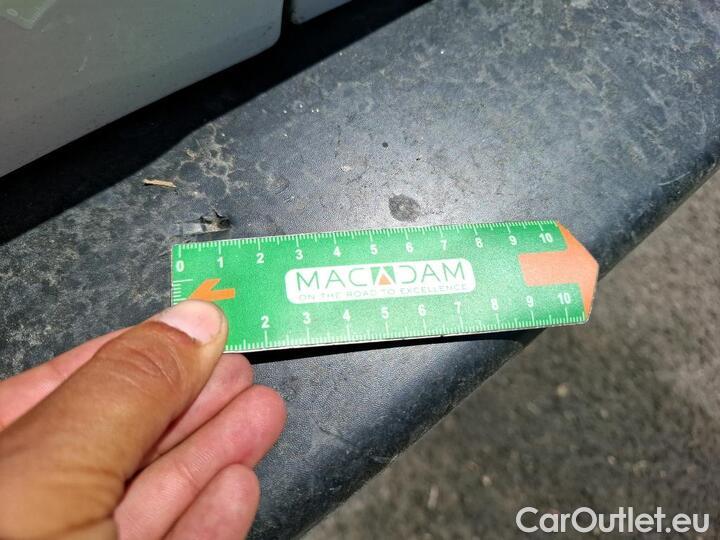 0 1 2 3 4 5 6 7 8 9 10
MACADAM
ON THE ROAD TO EXCELLENCE
2 3 4 5 6 7 8 9 10
CarOutlet.eu